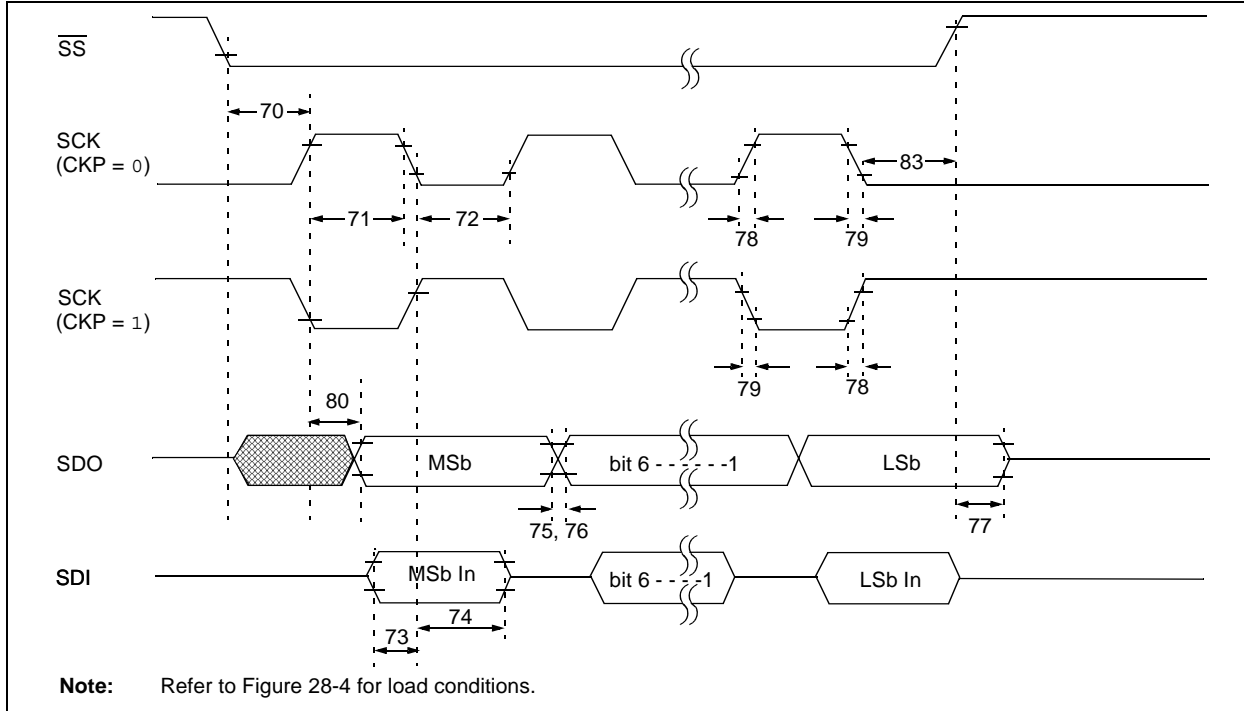 SS
70
SCK
(CKP = 0)
83
71
72
78
79
SCK
(CKP = 1)
79
78
80
SDO
MSb
bit 6 - - - - - -1
LSb
75, 76
77
SDI
MSb In
bit 6 - - - -1
LSb In
74
73
Note: Refer to Figure 28-4 for load conditions.